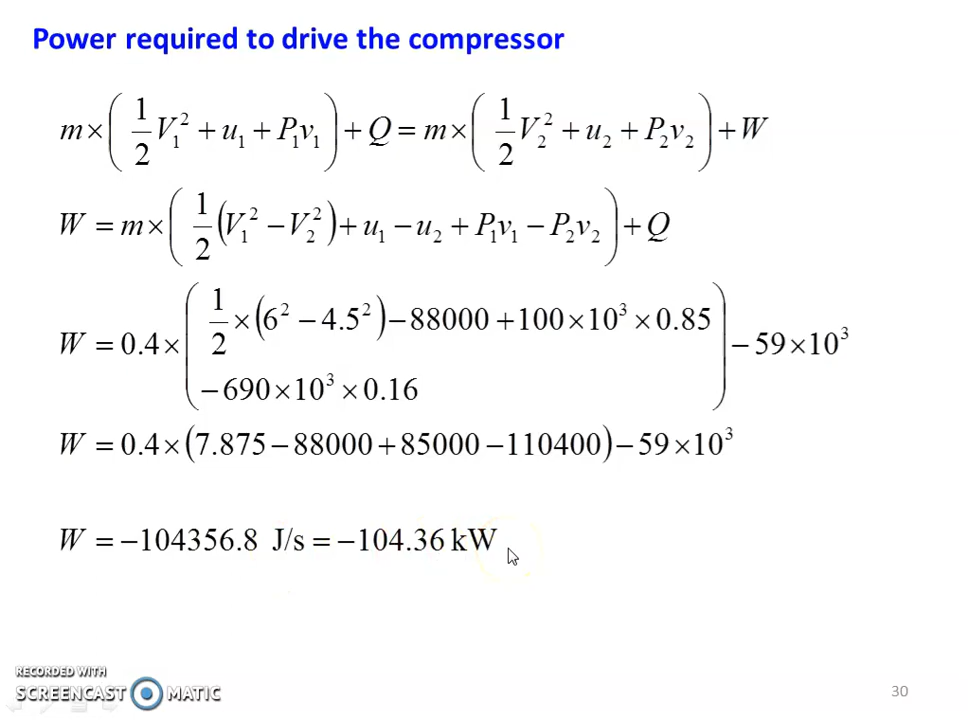 Power required to drive the compressor
m×(1/2 V₁² + u₁ + P₁v₁) + Q = m×(1/2 V₂² + u₂ + P₂v₂) + W
W = m×(1/2 (V₁² − V₂²) + u₁ − u₂ + P₁v₁ − P₂v₂) + Q
W = 0.4×(1/2 ×(6² − 4.5²) − 88000 + 100×10³ × 0.85
− 690×10³ × 0.16) − 59×10³
W = 0.4×(7.875 − 88000 + 85000 − 110400) − 59×10³
W = −104356.8 J/s = −104.36 kW
RECORDED WITH
SCREENCAST MATIC
30